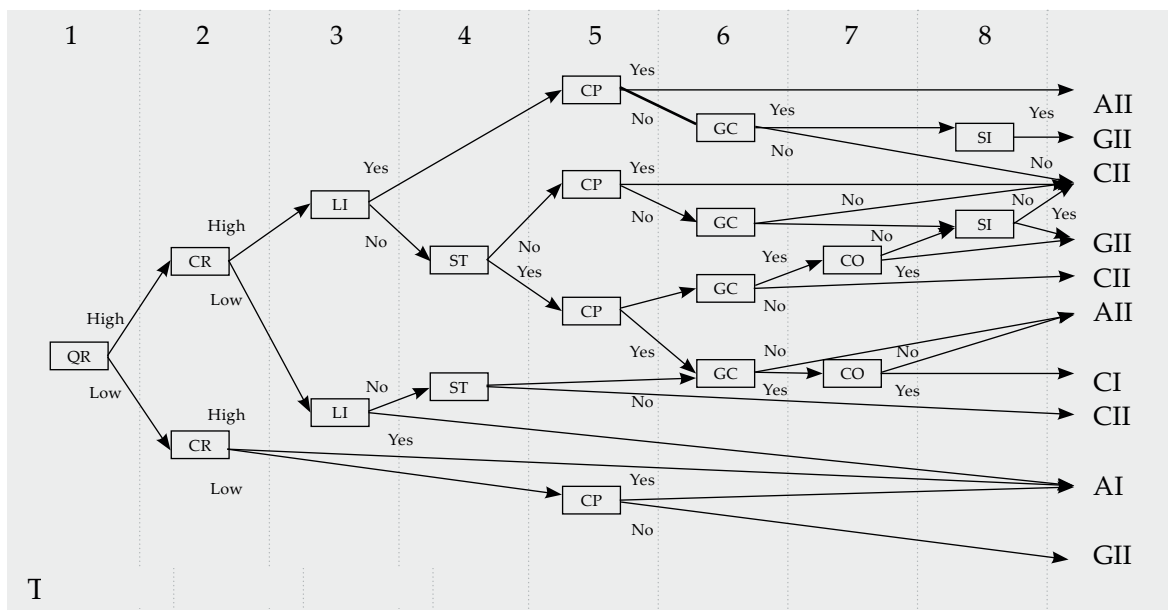 1 2 3 4 5 6 7 8
Yes
CP
AII
No
Yes
Yes
GC
SI
GII
No
Yes
Yes
No
CP
CII
LI
High
No
No
No
GC
SI
Yes
No
No
GII
CR
ST
No
Yes
Yes
CO
Yes
GC
CII
Low
No
CP
AII
High
QR
Yes
No
No
GC
CO
CI
No
ST
Yes
Yes
Low
No
High
LI
CII
CR
Yes
Yes
AI
Low
CP
No
GII